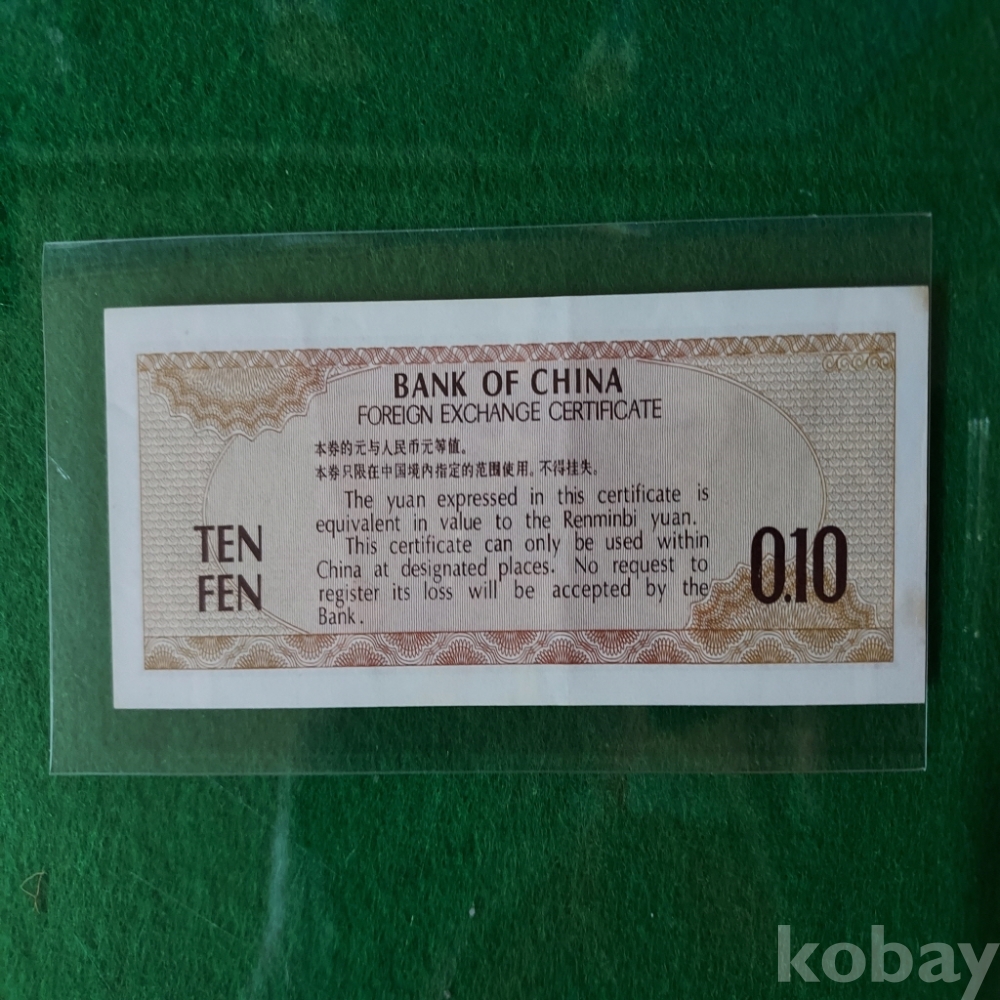 BANK OF CHINA
FOREIGN EXCHANGE CERTIFICATE
本券的元与人民币元等值。
本券只限在中国境内指定的范围使用，不得挂失。
The yuan expressed in this certificate is
equivalent in value to the Renminbi yuan.
This certificate can only be used within
China at designated places. No request to
register its loss will be accepted by the
Bank.
TEN
FEN
0.10
kobay